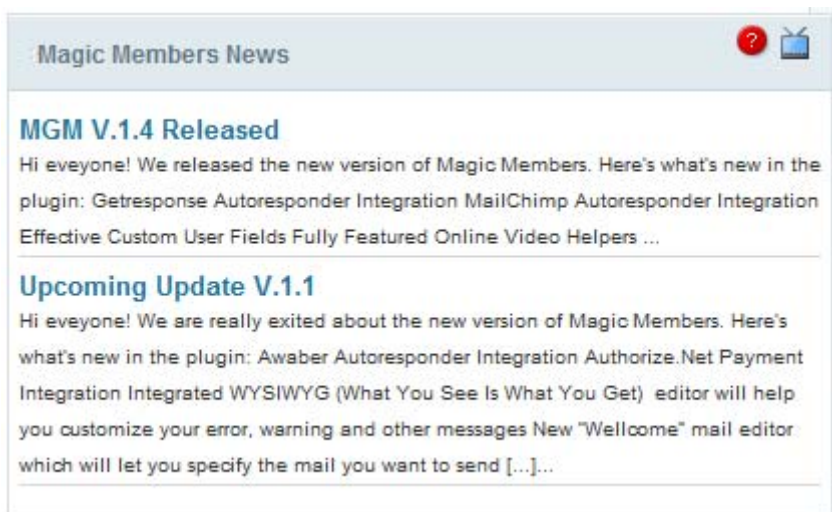 Magic Members News
?
MGM V.1.4 Released
Hi eveyone! We released the new version of Magic Members. Here's what's new in the
plugin: Getresponse Autoresponder Integration MailChimp Autoresponder Integration
Effective Custom User Fields Fully Featured Online Video Helpers ...
Upcoming Update V.1.1
Hi eveyone! We are really exited about the new version of Magic Members. Here's
what's new in the plugin: Awaber Autoresponder Integration Authorize.Net Payment
Integration Integrated WYSIWYG (What You See Is What You Get)  editor will help
you customize your error, warning and other messages New "Wellcome" mail editor
which will let you specify the mail you want to send [...]...